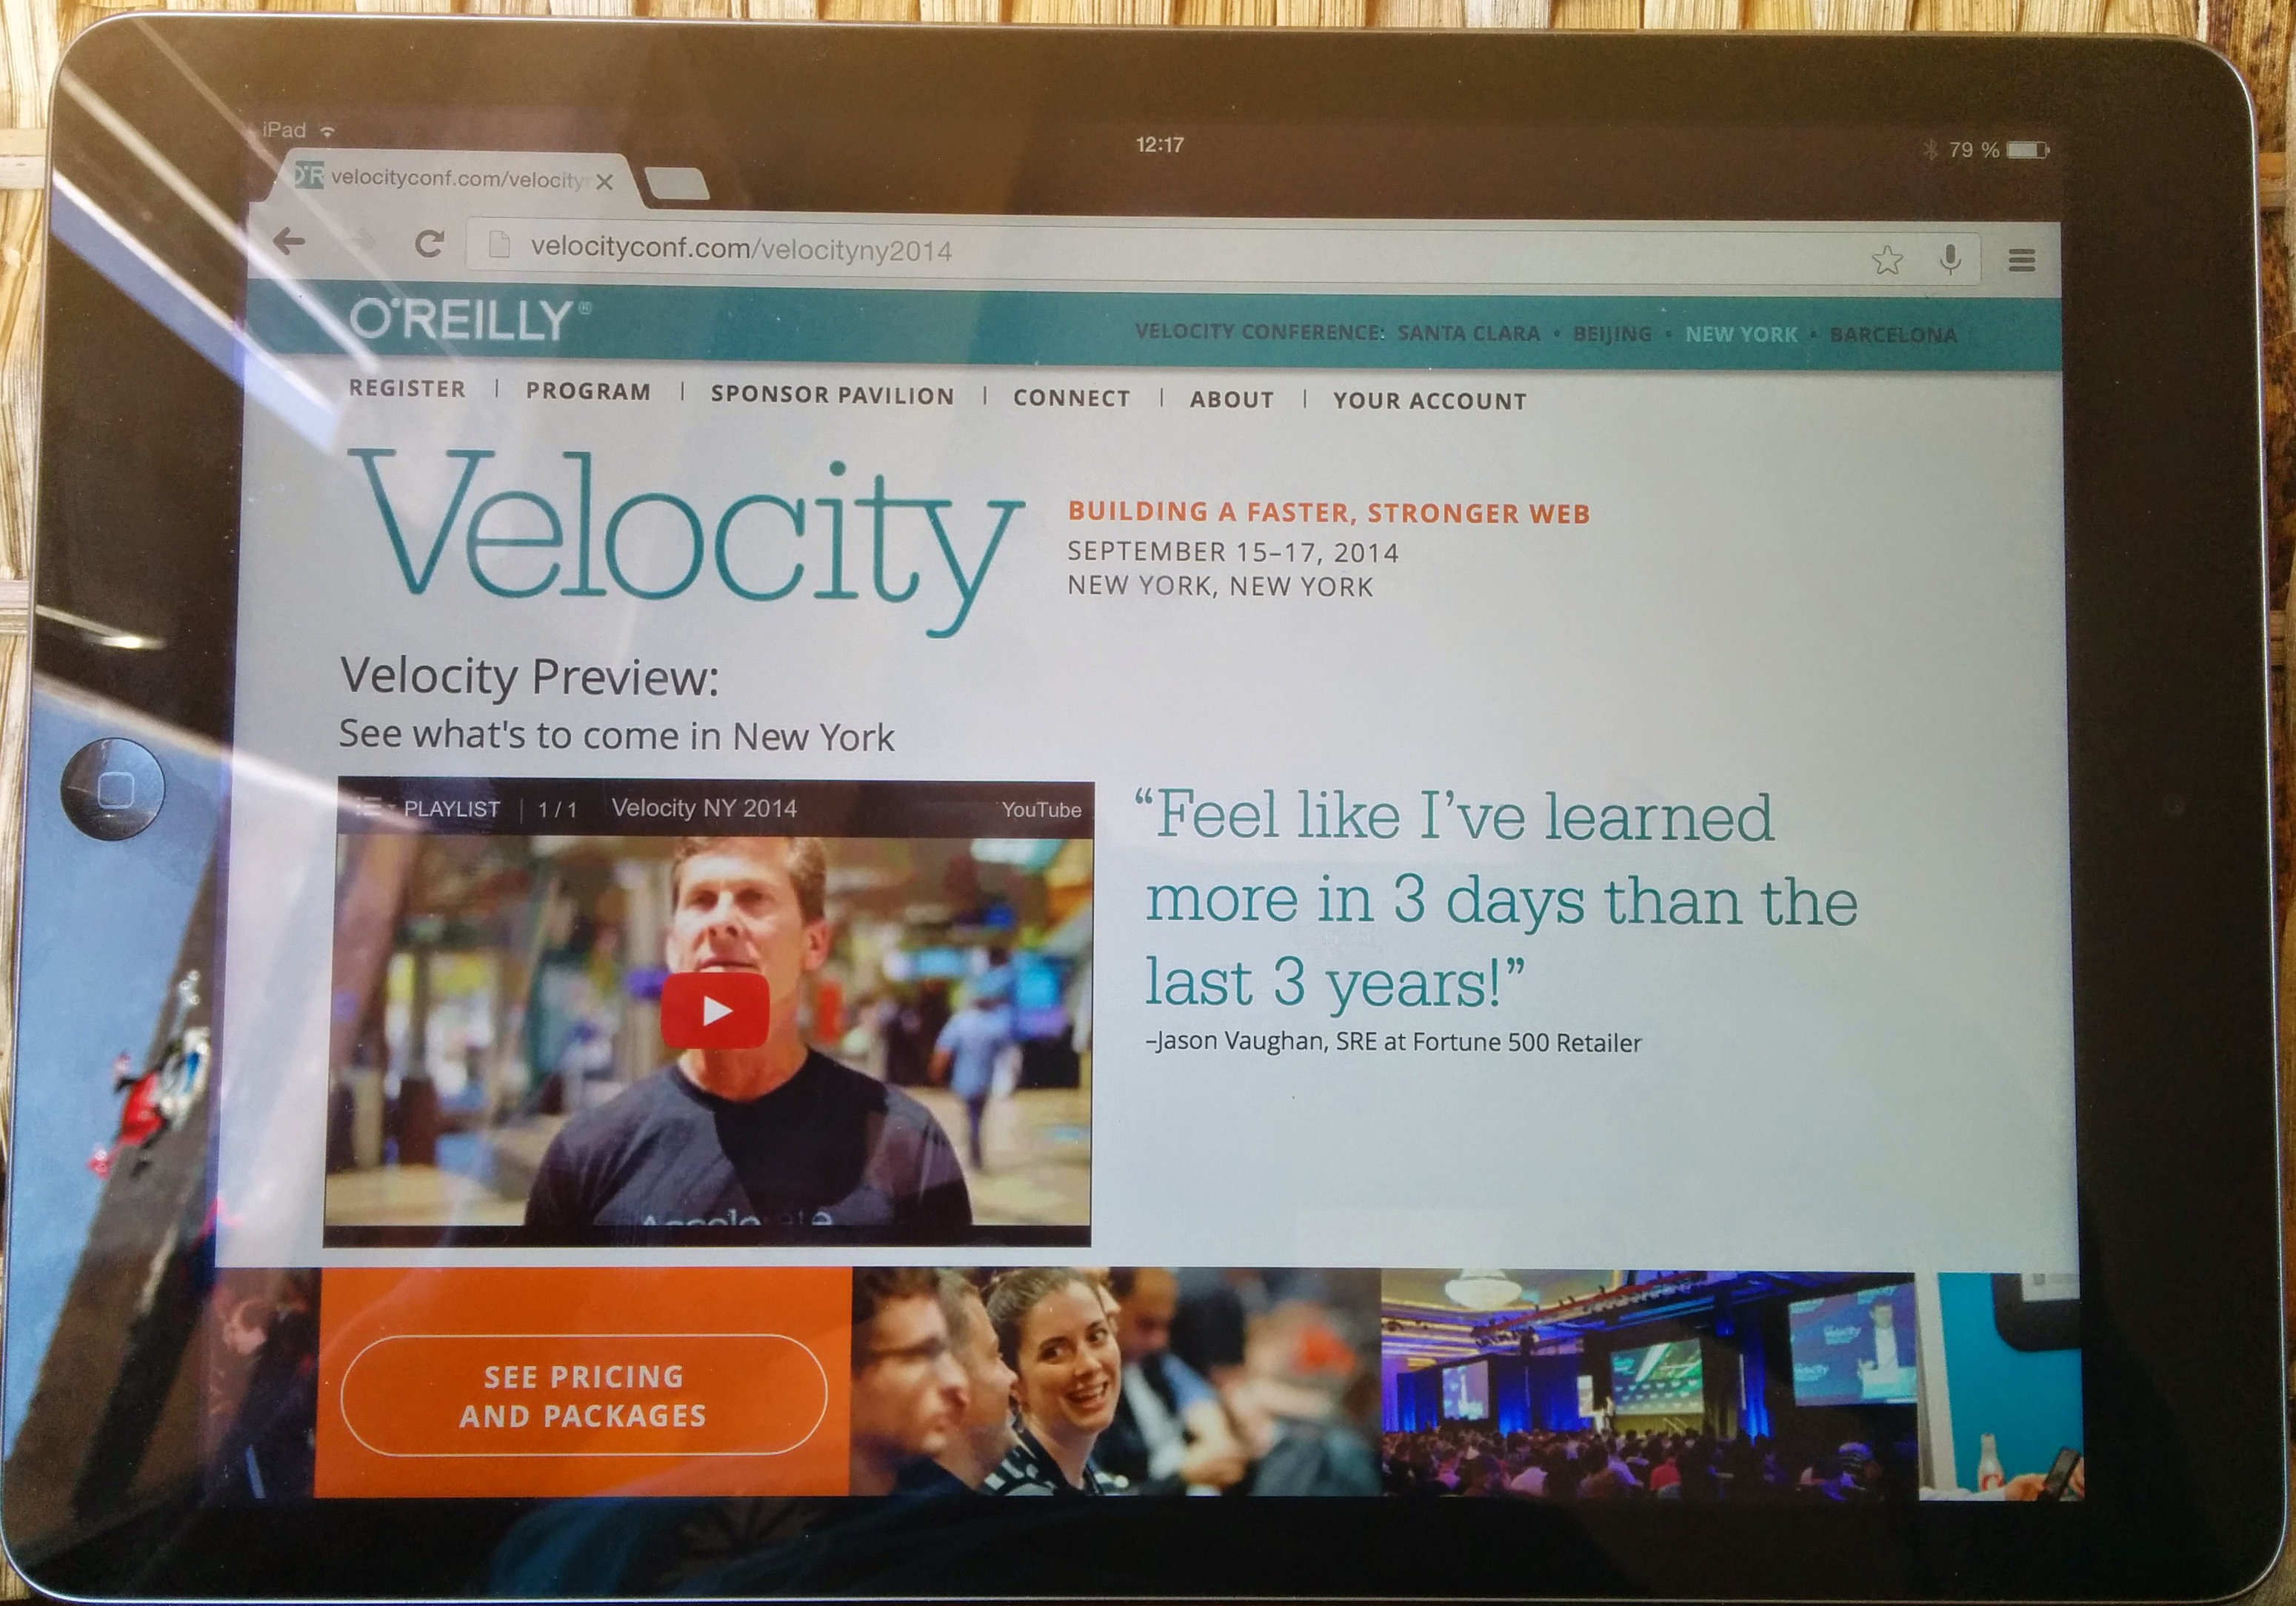 iPad
12:17
79 %
velocityconf.com/velocity
velocityconf.com/velocityny2014
O'REILLY®
VELOCITY CONFERENCE: SANTA CLARA • BEIJING • NEW YORK • BARCELONA
REGISTER | PROGRAM | SPONSOR PAVILION | CONNECT | ABOUT | YOUR ACCOUNT
Velocity
BUILDING A FASTER, STRONGER WEB
SEPTEMBER 15–17, 2014
NEW YORK, NEW YORK
Velocity Preview:
See what's to come in New York
PLAYLIST | 1 / 1 Velocity NY 2014 YouTube
“Feel like I’ve learned
more in 3 days than the
last 3 years!”
–Jason Vaughan, SRE at Fortune 500 Retailer
Accelerate
SEE PRICING
AND PACKAGES
Velocity